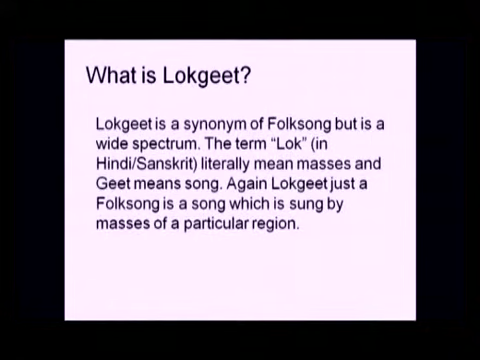 What is Lokgeet?
Lokgeet is a synonym of Folksong but is a
wide spectrum. The term “Lok” (in
Hindi/Sanskrit) literally mean masses and
Geet means song. Again Lokgeet just a
Folksong is a song which is sung by
masses of a particular region.